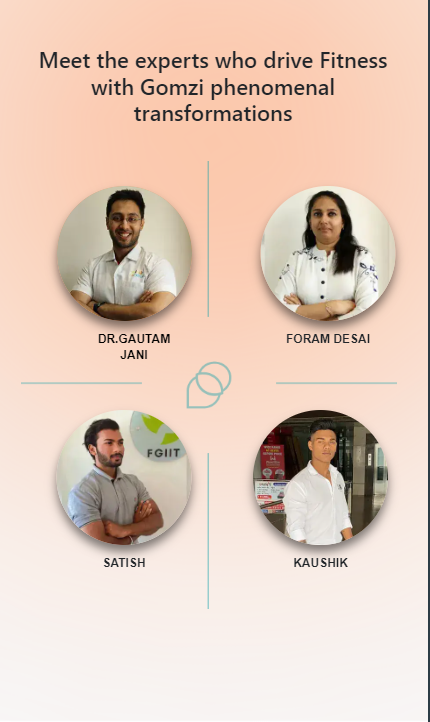 Meet the experts who drive Fitness
with Gomzi phenomenal
transformations
DR.GAUTAM
JANI
FORAM DESAI
FGIIT
SATISH
KAUSHIK